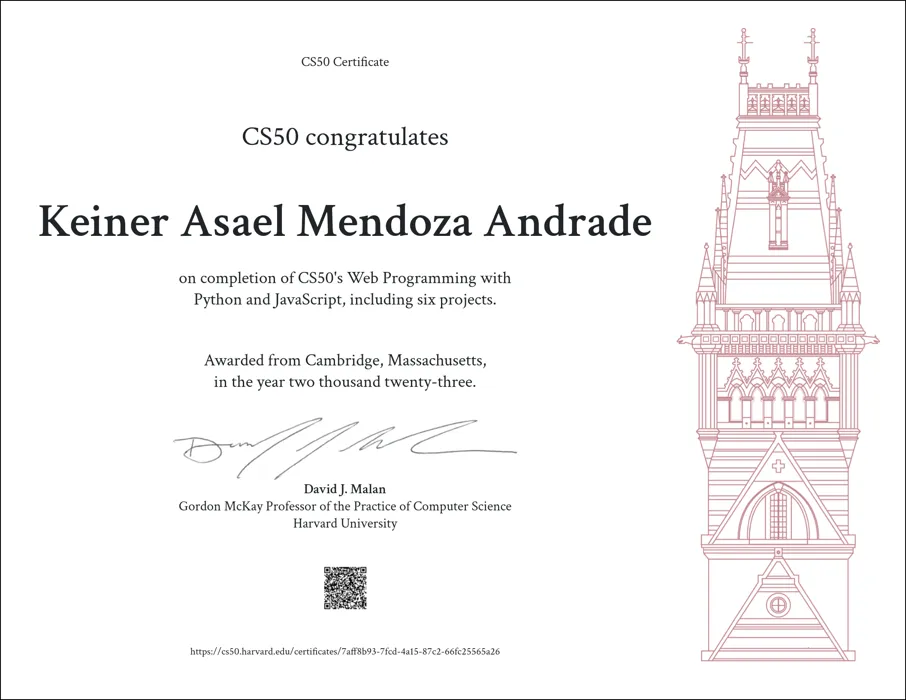 CS50 Certificate
CS50 congratulates
Keiner Asael Mendoza Andrade
on completion of CS50's Web Programming with
Python and JavaScript, including six projects.
Awarded from Cambridge, Massachusetts,
in the year two thousand twenty-three.
David J. Malan
Gordon McKay Professor of the Practice of Computer Science
Harvard University
https://cs50.harvard.edu/certificates/7aff8b93-7fcd-4a15-87c2-66fc25565a26